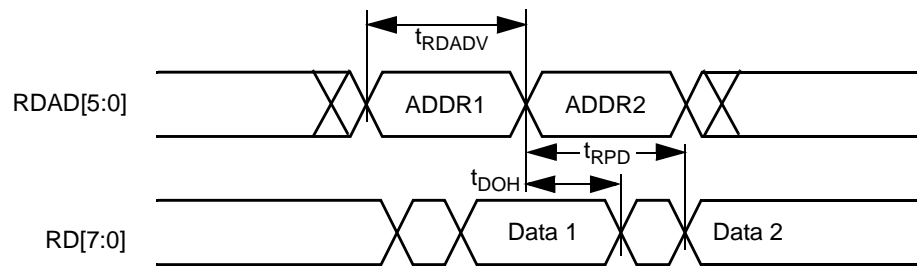 tRDADV
RDAD[5:0]
ADDR1
ADDR2
tRPD
tDOH
RD[7:0]
Data 1
Data 2